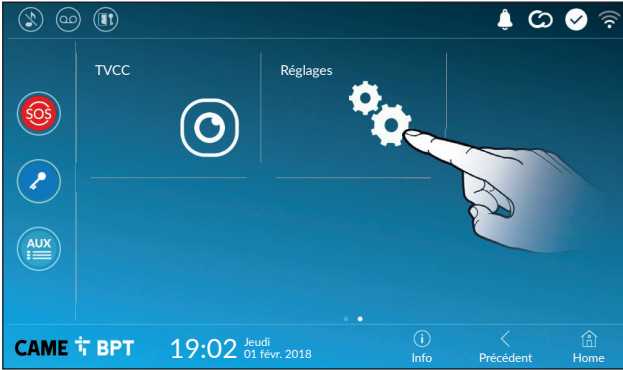 TVCC
Réglages
SOS
AUX
CAME BPT
19:02
Jeudi
01 févr. 2018
Info
Précédent
Home